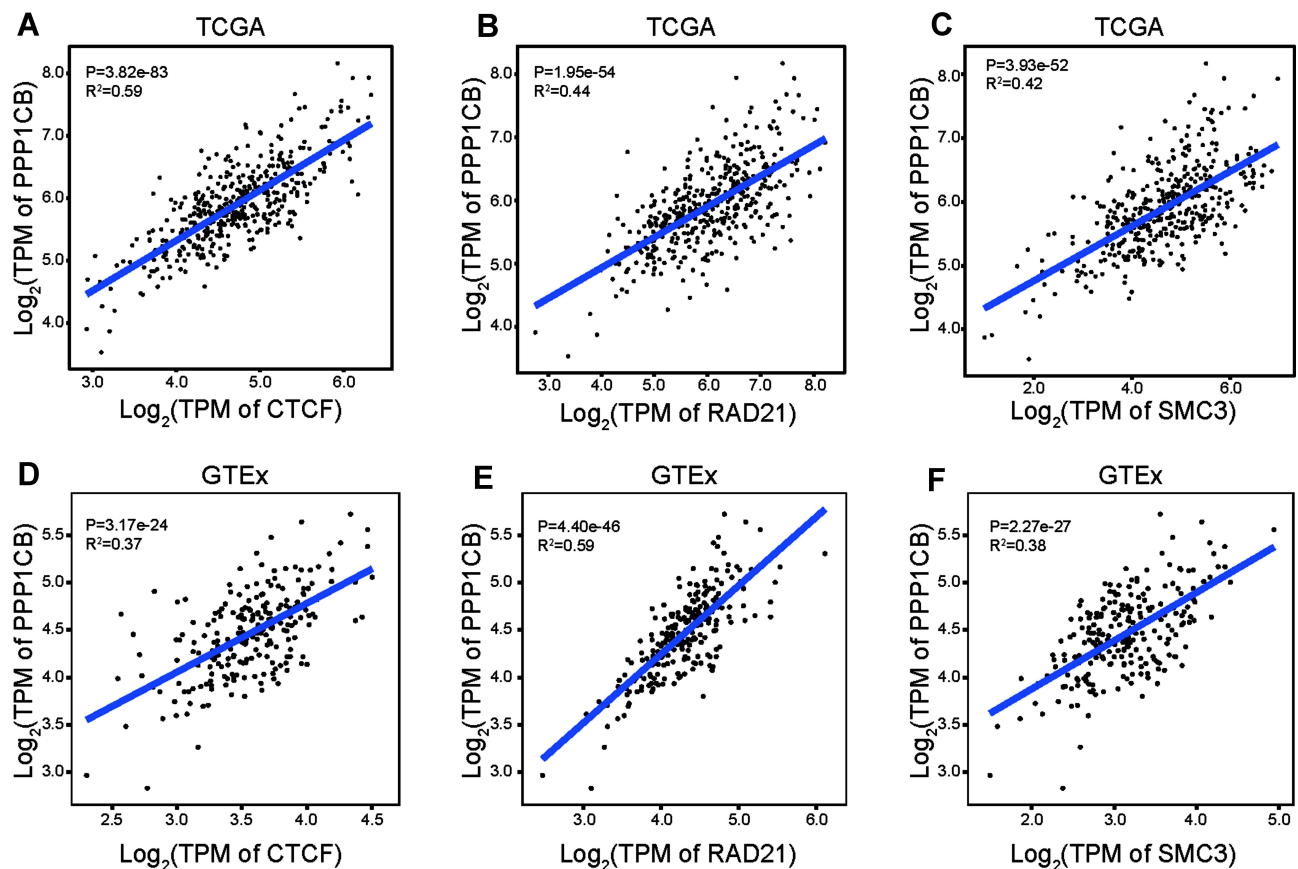 A
TCGA
P=3.82e-83
R²=0.59
Log₂(TPM of PPP1CB)
8.0
7.0
6.0
5.0
4.0
3.0 4.0 5.0 6.0
Log₂(TPM of CTCF)
B
TCGA
P=1.95e-54
R²=0.44
Log₂(TPM of PPP1CB)
8.0
7.0
6.0
5.0
4.0
3.0 4.0 5.0 6.0 7.0 8.0
Log₂(TPM of RAD21)
C
TCGA
P=3.93e-52
R²=0.42
Log₂(TPM of PPP1CB)
8.0
7.0
6.0
5.0
4.0
2.0 4.0 6.0
Log₂(TPM of SMC3)
D
GTEx
P=3.17e-24
R²=0.37
Log₂(TPM of PPP1CB)
5.5
5.0
4.5
4.0
3.5
3.0
2.5 3.0 3.5 4.0 4.5
Log₂(TPM of CTCF)
E
GTEx
P=4.40e-46
R²=0.59
Log₂(TPM of PPP1CB)
5.5
5.0
4.5
4.0
3.5
3.0
3.0 4.0 5.0 6.0
Log₂(TPM of RAD21)
F
GTEx
P=2.27e-27
R²=0.38
Log₂(TPM of PPP1CB)
5.5
5.0
4.5
4.0
3.5
3.0
2.0 3.0 4.0 5.0
Log₂(TPM of SMC3)